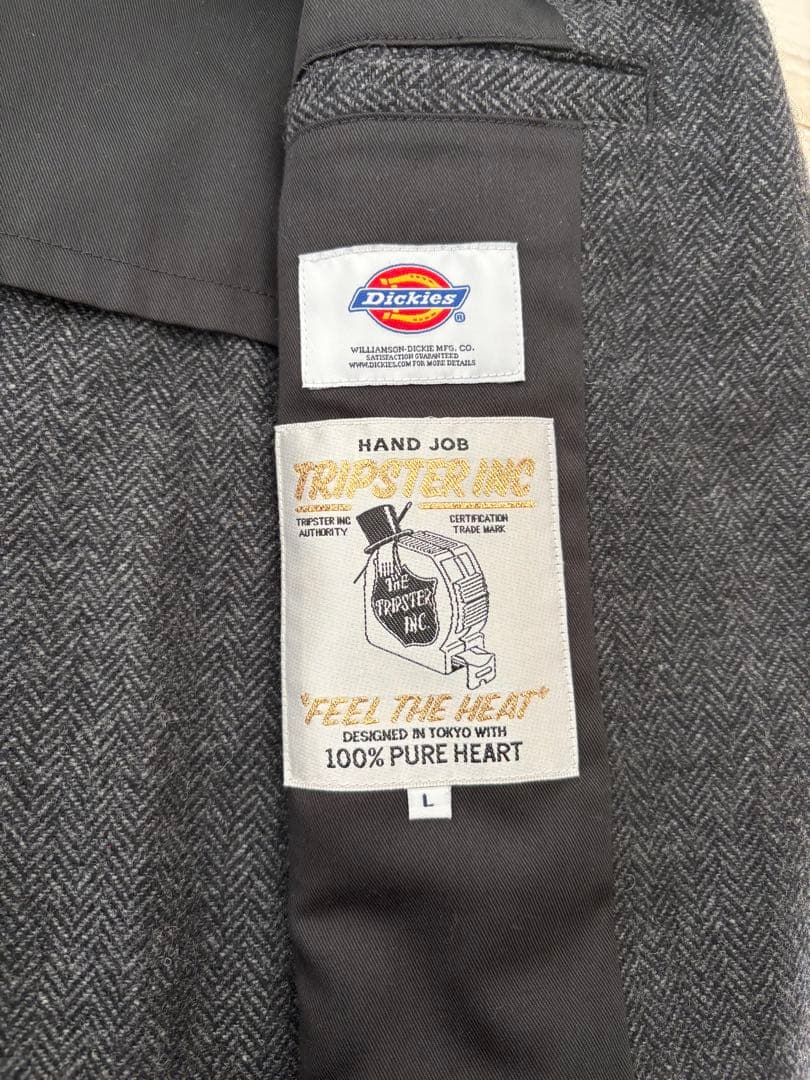 Dickies
®
WILLIAMSON-DICKIE MFG. CO.
SATISFACTION GUARANTEED
WWW.DICKIES.COM FOR MORE DETAILS
HAND JOB
TRIPSTER INC
TRIPSTER INC
AUTHORITY
CERTIFICATION
TRADE MARK
THE
TRIPSTER
INC.
"FEEL THE HEAT"
DESIGNED IN TOKYO WITH
100% PURE HEART
L